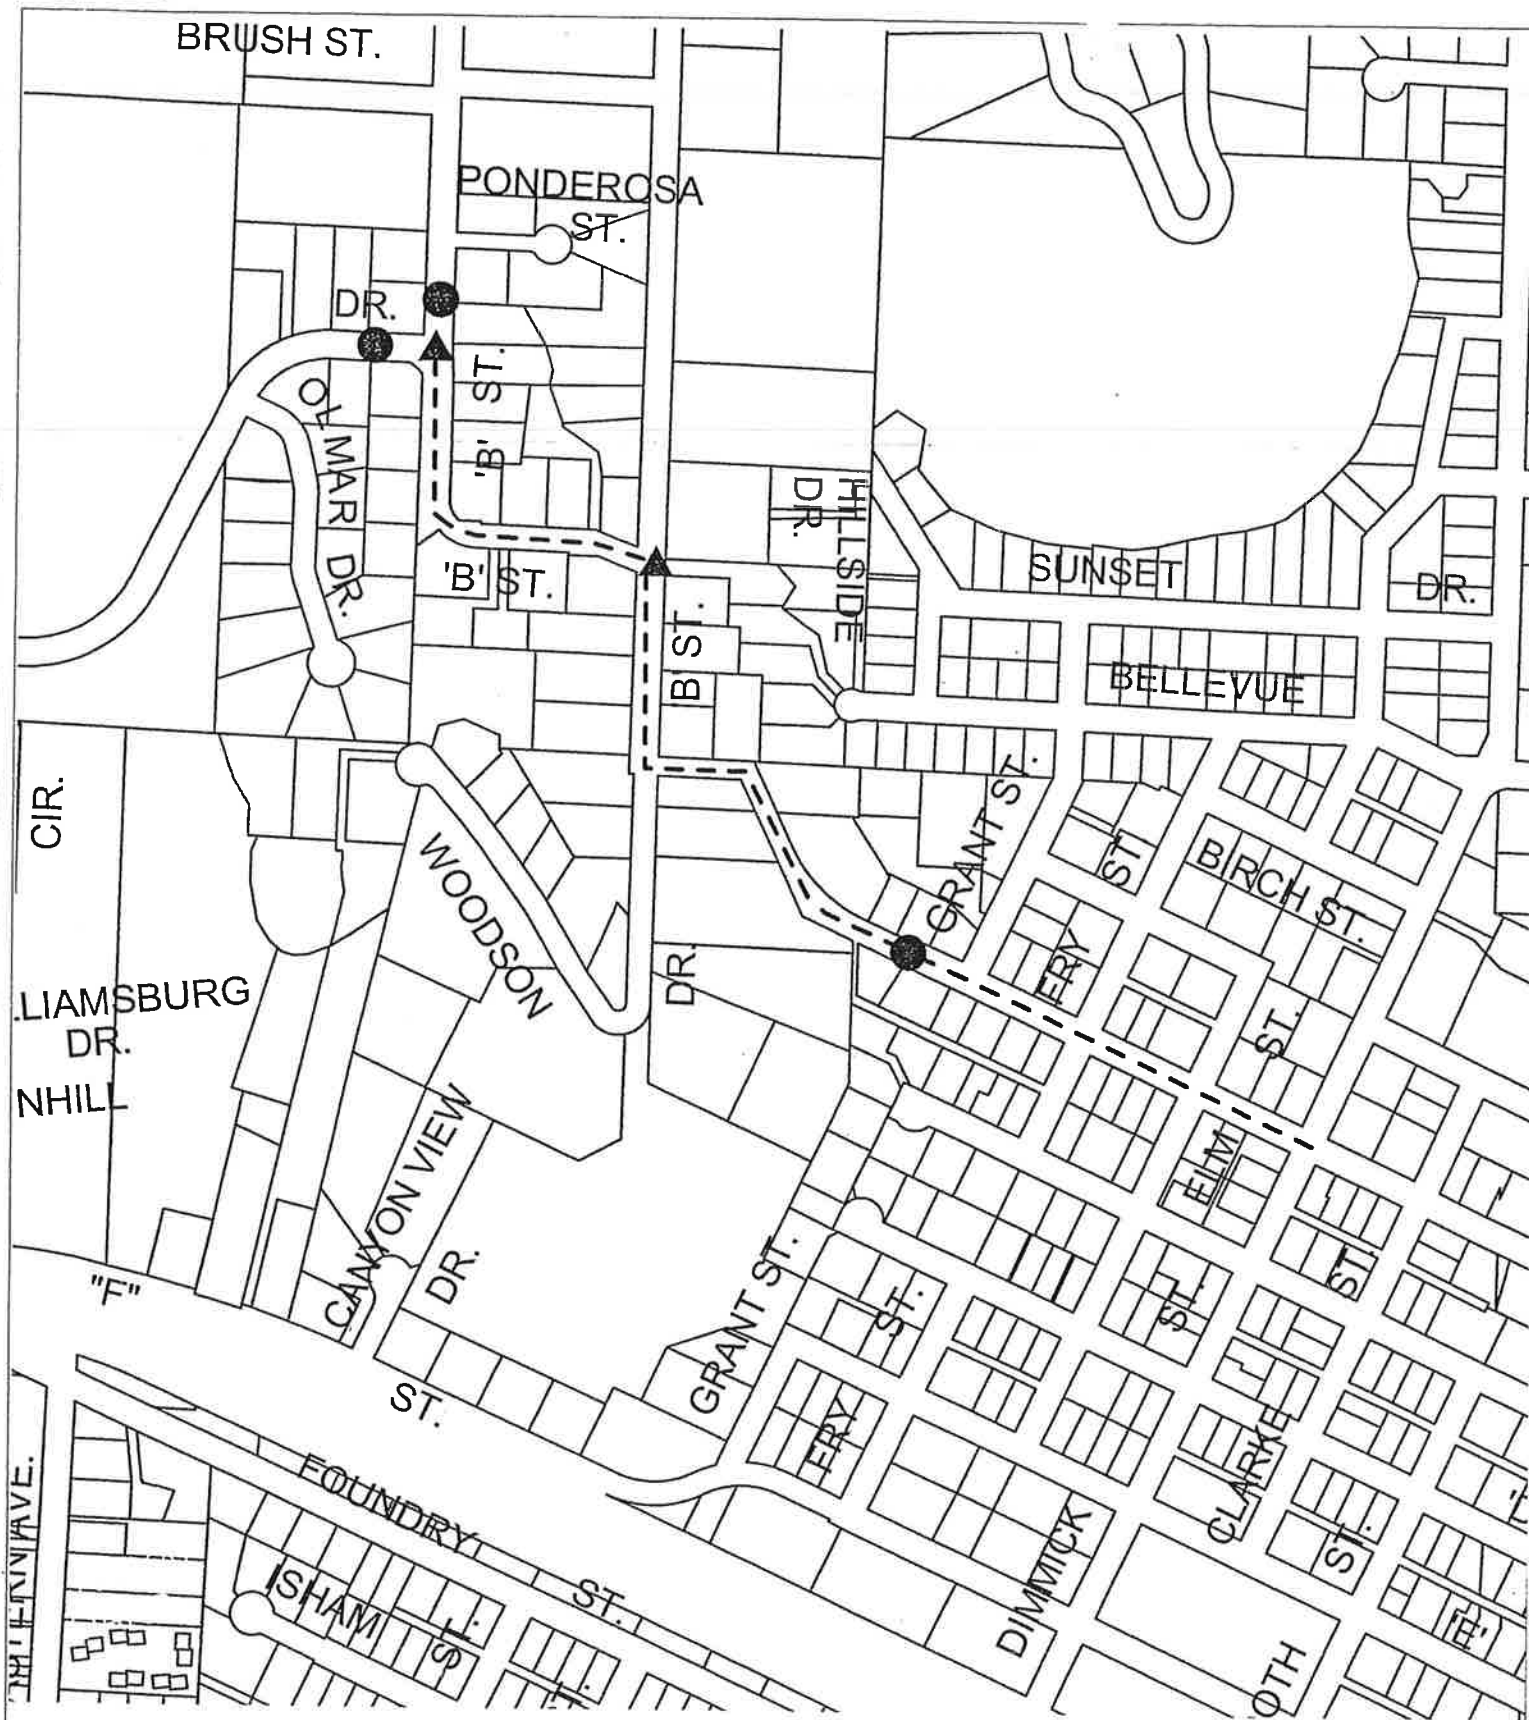 BRUSH ST.
PONDEROSA
ST.
DR.
'B' ST.
OLMAR DR.
HILLSIDE
DR.
SUNSET
DR.
'B' ST.
'B' ST.
BELLEVUE
CIR.
GRANT ST.
ST.
BIRCH ST.
WOODSON
DR.
FRY
.LIAMSBURG
DR.
NHILL
ST.
CANYON VIEW
DR.
ELM
ST.
"F"
ST.
GRANT ST.
ST.
ST.
FRY
CLARKE
ST.
FOUNDRY
ST.
ISHAM
ST.
DIMMICK
'E'
OTH
AVE.